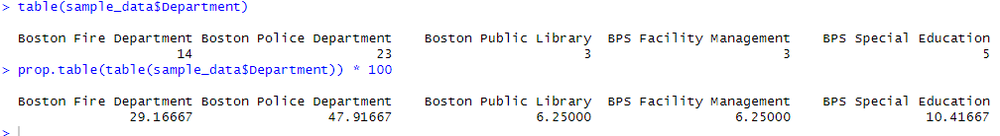 > table(sample_data$Department)
Boston Fire Department Boston Police Department Boston Public Library BPS Facility Management BPS Special Education
14 23 3 3 5
> prop.table(table(sample_data$Department)) * 100
Boston Fire Department Boston Police Department Boston Public Library BPS Facility Management BPS Special Education
29.16667 47.91667 6.25000 6.25000 10.41667
>